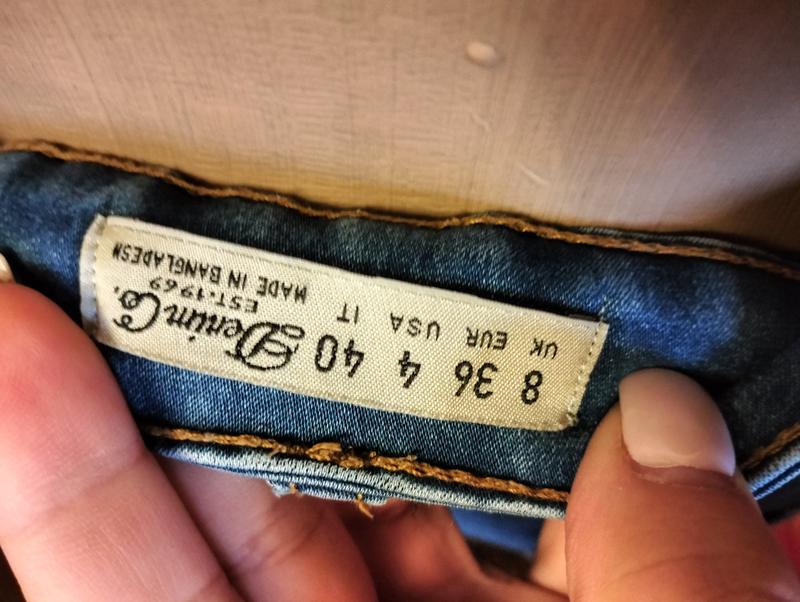 UK EUR USA IT
8 36 4 40
Denim Co.
EST.1969
MADE IN BANGLADESH